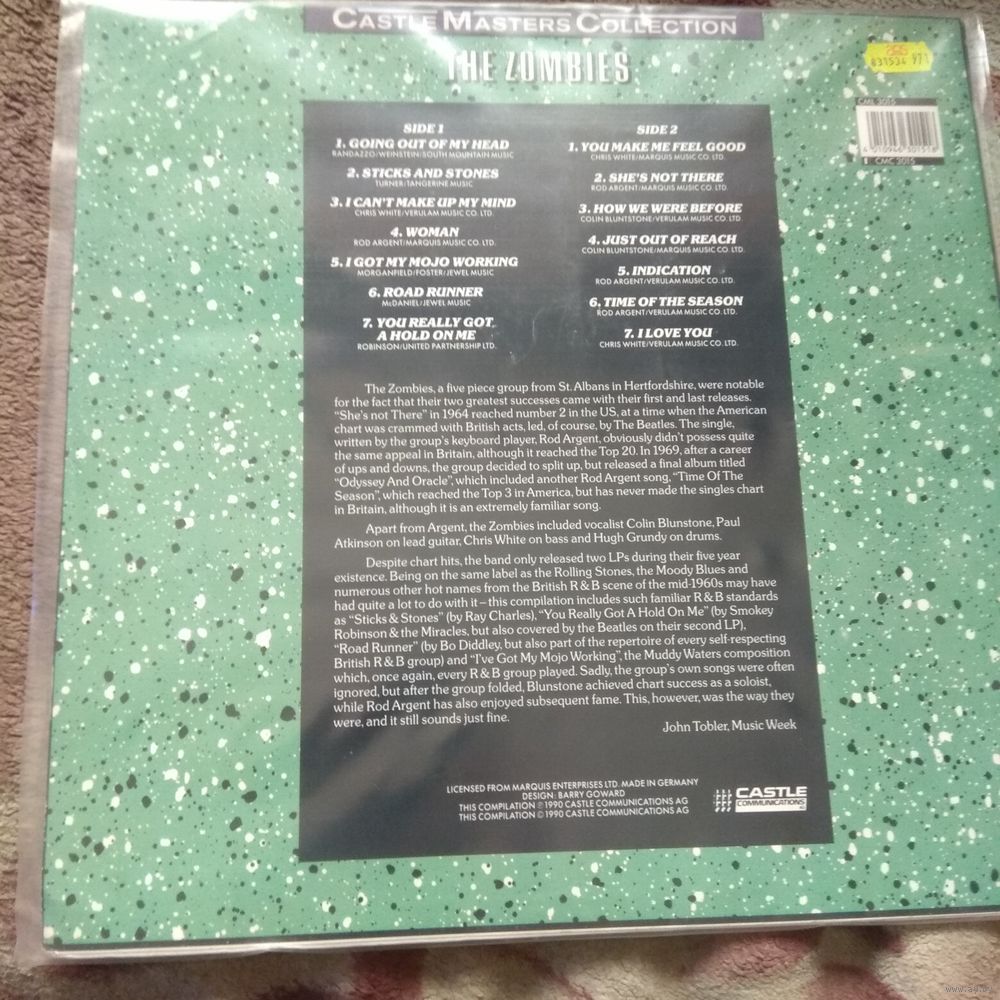 CASTLE MASTERS COLLECTION
THE ZOMBIES
CML 3015
CMC 3015
SIDE 1
1. GOING OUT OF MY HEAD
RANDAZZO/WEINSTEIN/SOUTH MOUNTAIN MUSIC
2. STICKS AND STONES
TURNER/TANGERINE MUSIC
3. I CAN'T MAKE UP MY MIND
CHRIS WHITE/VERULAM MUSIC CO. LTD.
4. WOMAN
ROD ARGENT/MARQUIS MUSIC CO. LTD.
5. I GOT MY MOJO WORKING
MORGANFIELD/FOSTER/JEWEL MUSIC
6. ROAD RUNNER
McDANIEL/JEWEL MUSIC
7. YOU REALLY GOT
A HOLD ON ME
ROBINSON/UNITED PARTNERSHIP LTD.
SIDE 2
1. YOU MAKE ME FEEL GOOD
CHRIS WHITE/MARQUIS MUSIC CO. LTD.
2. SHE'S NOT THERE
ROD ARGENT/MARQUIS MUSIC CO. LTD.
3. HOW WE WERE BEFORE
COLIN BLUNTSTONE/VERULAM MUSIC CO. LTD.
4. JUST OUT OF REACH
COLIN BLUNTSTONE/MARQUIS MUSIC CO. LTD.
5. INDICATION
ROD ARGENT/VERULAM MUSIC CO. LTD.
6. TIME OF THE SEASON
ROD ARGENT/VERULAM MUSIC CO. LTD.
7. I LOVE YOU
CHRIS WHITE/VERULAM MUSIC CO. LTD.
The Zombies, a five piece group from St. Albans in Hertfordshire, were notable
for the fact that their two greatest successes came with their first and last releases.
"She's not There" in 1964 reached number 2 in the US, at a time when the American
chart was crammed with British acts, led, of course, by The Beatles. The single,
written by the group's keyboard player, Rod Argent, obviously didn't possess quite
the same appeal in Britain, although it reached the Top 20. In 1969, after a career
of ups and downs, the group decided to split up, but released a final album titled
"Odyssey And Oracle", which included another Rod Argent song, "Time Of The
Season", which reached the Top 3 in America, but has never made the singles chart
in Britain, although it is an extremely familiar song.
Apart from Argent, the Zombies included vocalist Colin Blunstone, Paul
Atkinson on lead guitar, Chris White on bass and Hugh Grundy on drums.
Despite chart hits, the band only released two LPs during their five year
existence. Being on the same label as the Rolling Stones, the Moody Blues and
numerous other hot names from the British R & B scene of the mid-1960s may have
had quite a lot to do with it – this compilation includes such familiar R & B standards
as "Sticks & Stones" (by Ray Charles), "You Really Got A Hold On Me" (by Smokey
Robinson & the Miracles, but also covered by the Beatles on their second LP),
"Road Runner" (by Bo Diddley, but also part of the repertoire of every self-respecting
British R & B group) and "I've Got My Mojo Working", the Muddy Waters composition
which, once again, every R & B group played. Sadly, the group's own songs were often
ignored, but after the group folded, Blunstone achieved chart success as a soloist,
while Rod Argent has also enjoyed subsequent fame. This, however, was the way they
were, and it still sounds just fine.
John Tobler, Music Week
LICENSED FROM MARQUIS ENTERPRISES LTD. MADE IN GERMANY
DESIGN: BARRY GOWARD
THIS COMPILATION ℗ 1990 CASTLE COMMUNICATIONS AG
THIS COMPILATION © 1990 CASTLE COMMUNICATIONS AG
CASTLE
COMMUNICATIONS
AG